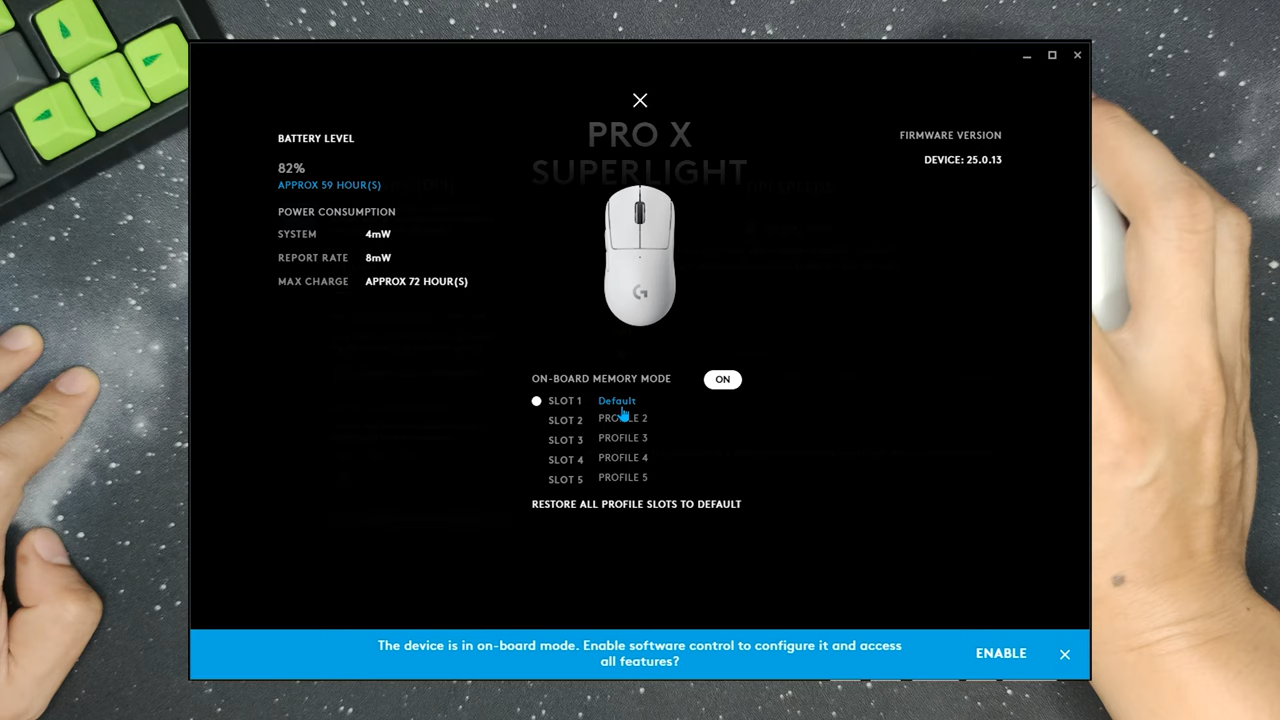 PRO X
SUPERLIGHT
BATTERY LEVEL
82%
APPROX 59 HOUR(S)
POWER CONSUMPTION
SYSTEM 4mW
REPORT RATE 8mW
MAX CHARGE APPROX 72 HOUR(S)
FIRMWARE VERSION
DEVICE: 25.0.13
ON-BOARD MEMORY MODE ON
SLOT 1 Default
SLOT 2
SLOT 3 PROFILE 3
SLOT 4 PROFILE 4
SLOT 5 PROFILE 5
RESTORE ALL PROFILE SLOTS TO DEFAULT
The device is in on-board mode. Enable software control to configure it and access
all features?
ENABLE